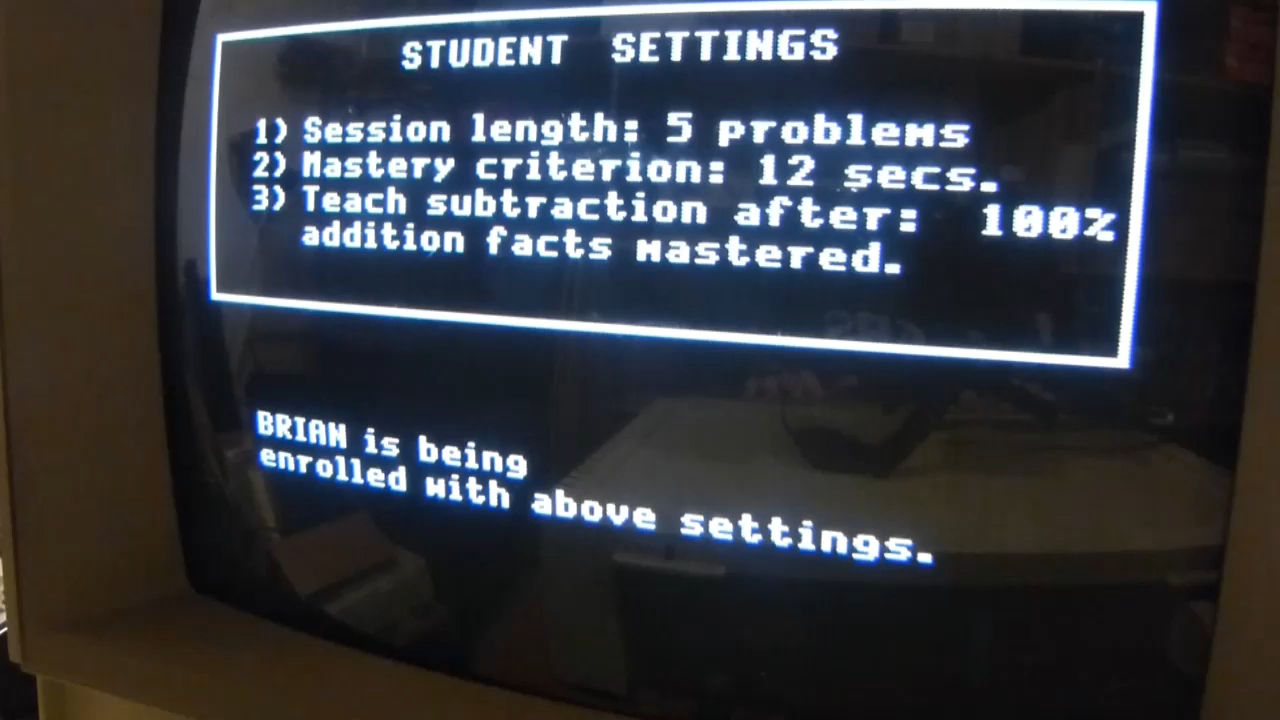 STUDENT SETTINGS
1) Session length: 5 problems
2) Mastery criterion: 12 secs.
3) Teach subtraction after: 100%
addition facts mastered.
BRIAN is being
enrolled with above settings.